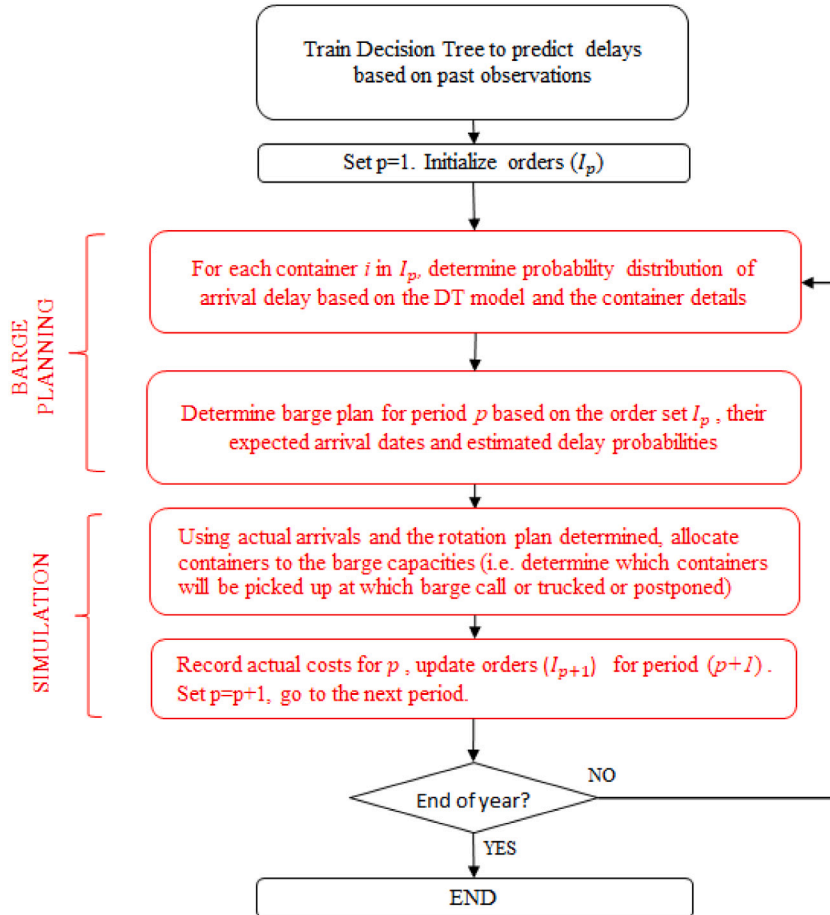 Train Decision Tree to predict delays
based on past observations
Set p=1. Initialize orders (I_p)
BARGE
PLANNING
For each container i in I_p, determine probability distribution of
arrival delay based on the DT model and the container details
Determine barge plan for period p based on the order set I_p , their
expected arrival dates and estimated delay probabilities
SIMULATION
Using actual arrivals and the rotation plan determined, allocate
containers to the barge capacities (i.e. determine which containers
will be picked up at which barge call or trucked or postponed)
Record actual costs for p , update orders (I_{p+1}) for period (p+1) .
Set p=p+1, go to the next period.
End of year?
NO
YES
END